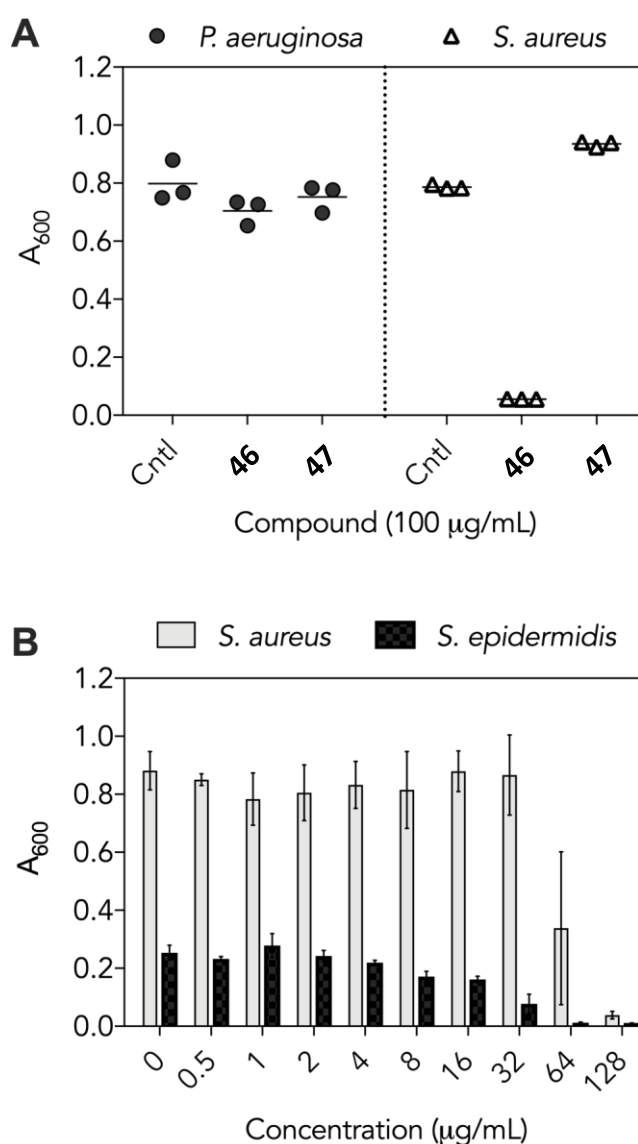 A
P. aeruginosa
S. aureus
1.2
1.0
0.8
0.6
0.4
0.2
0.0
A600
Cntl
46
47
Cntl
46
47
Compound (100 μg/mL)
B
S. aureus
S. epidermidis
1.2
1.0
0.8
0.6
0.4
0.2
0.0
A600
0
0.5
1
2
4
8
16
32
64
128
Concentration (μg/mL)